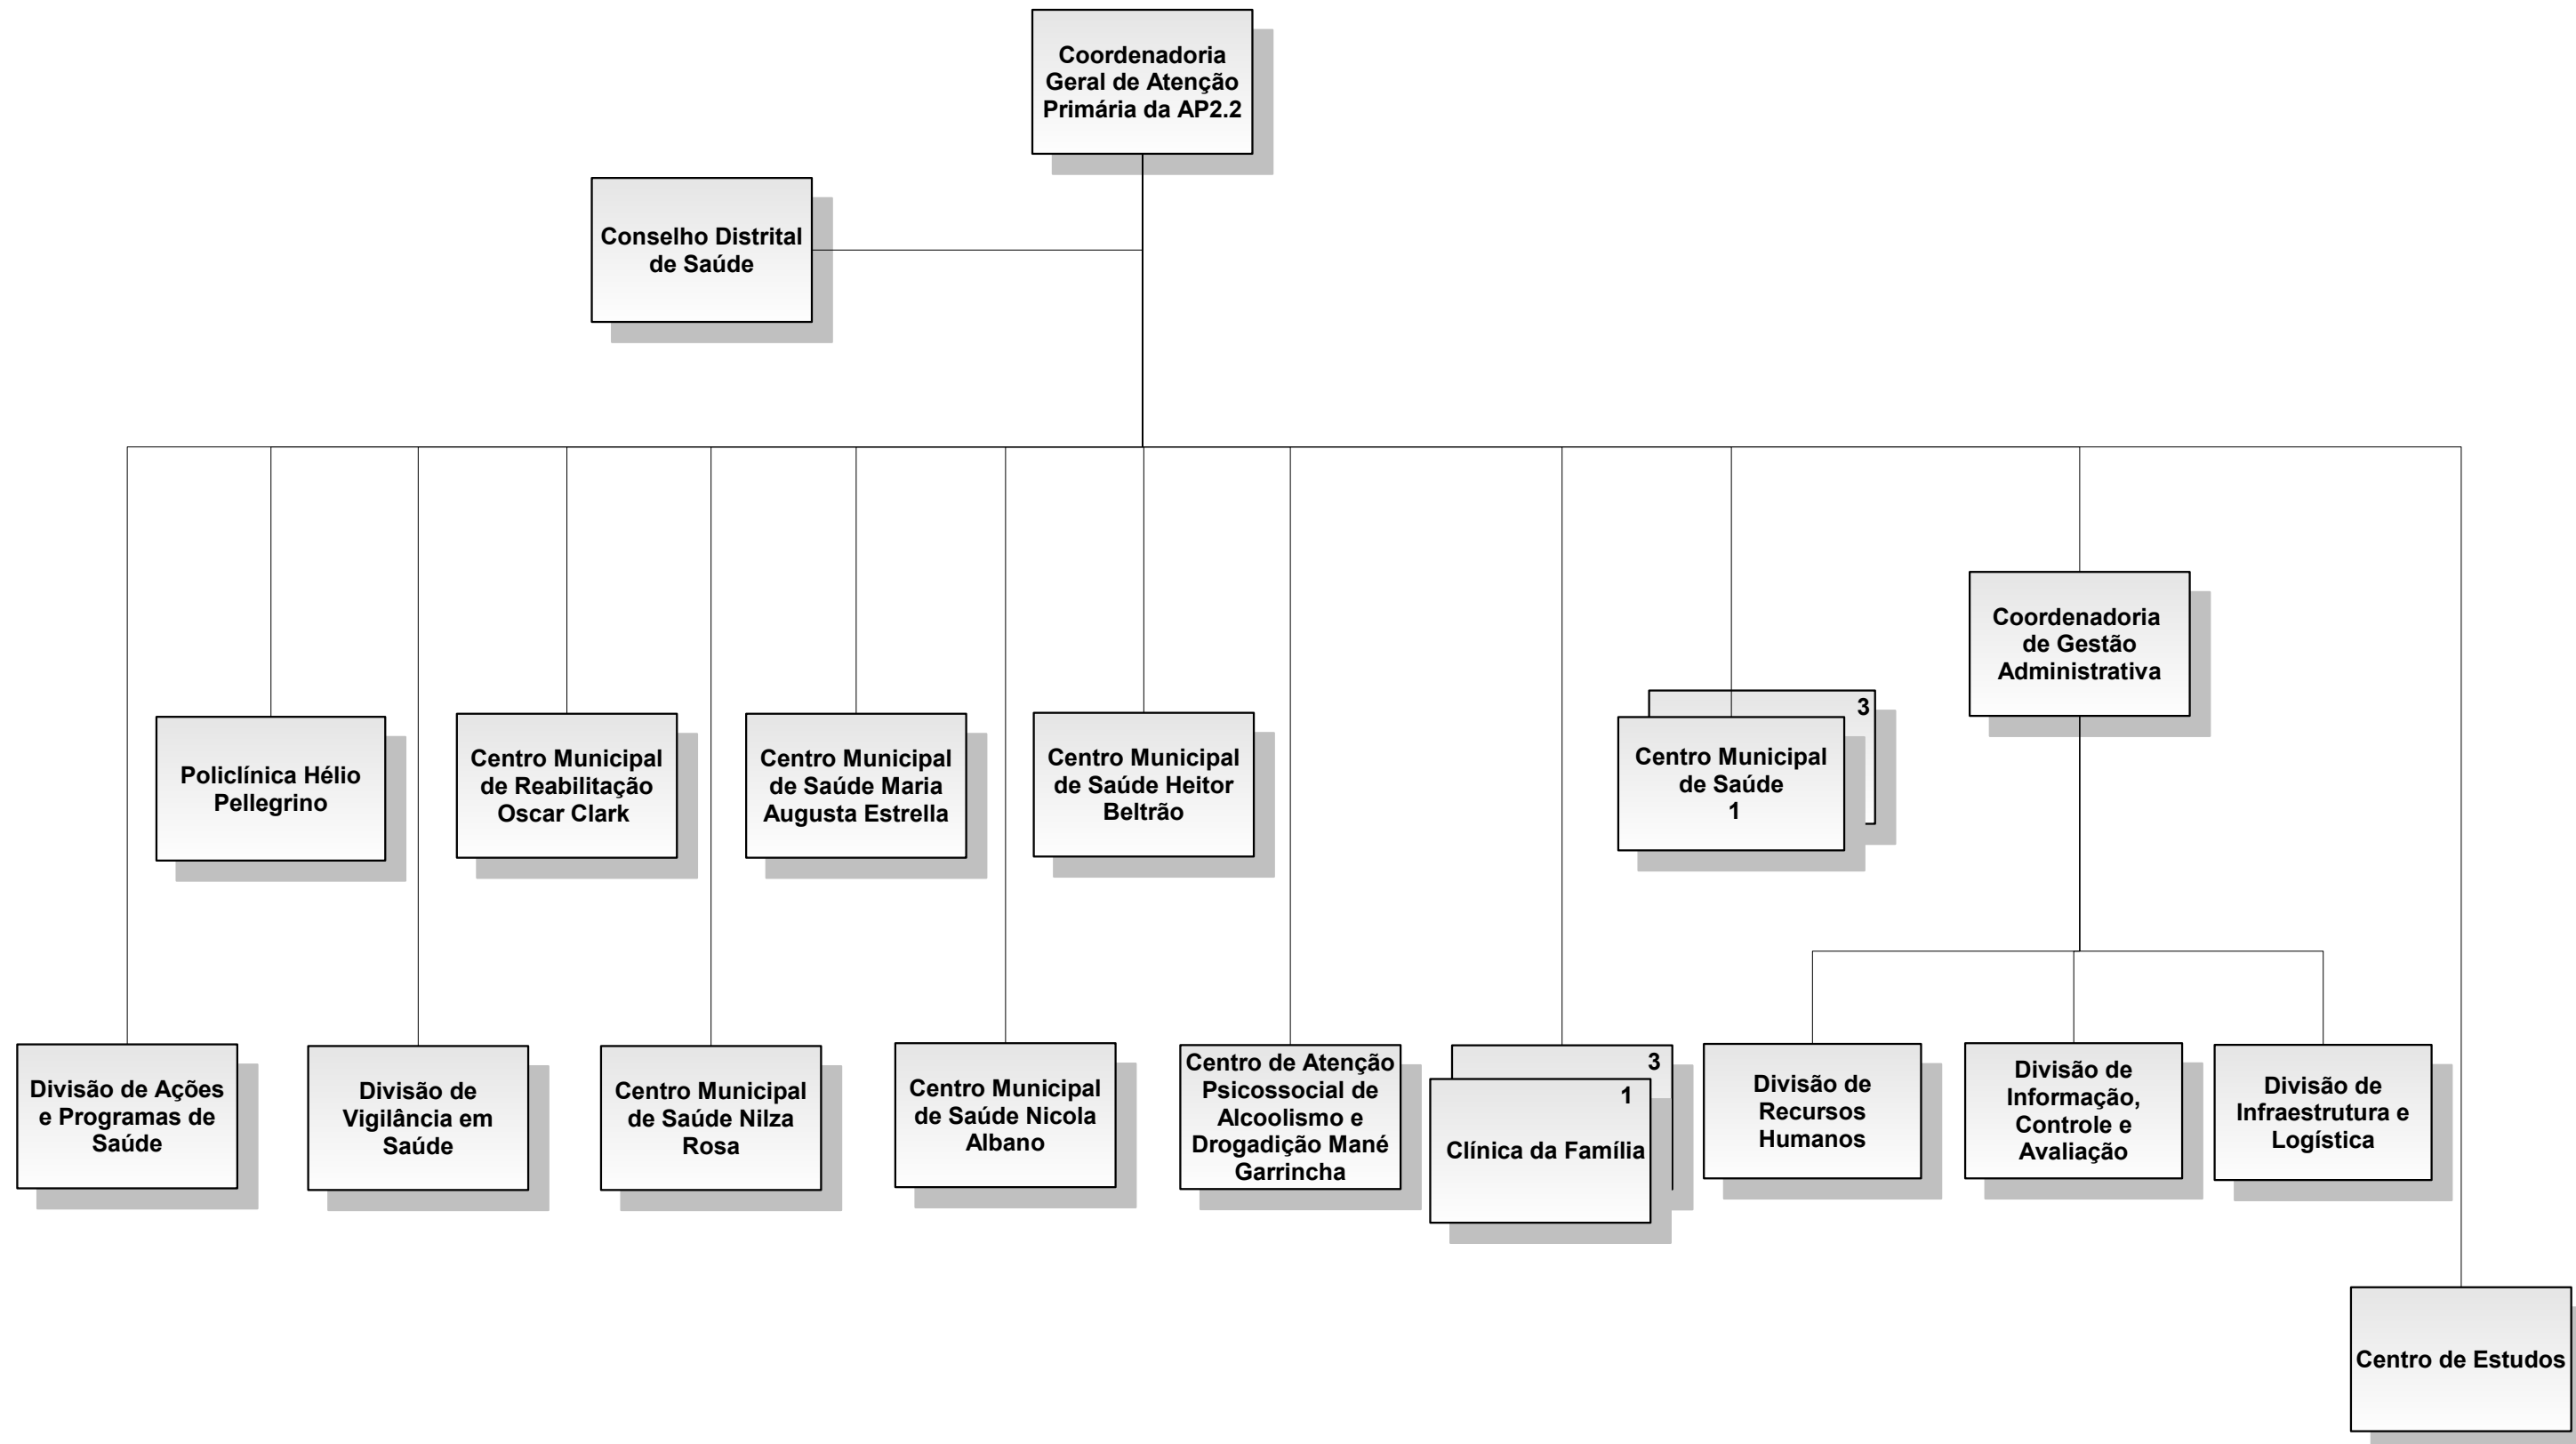 Coordenadoria
Geral de Atenção
Primária da AP2.2
Conselho Distrital
de Saúde
Coordenadoria
de Gestão
Administrativa
Policlínica Hélio
Pellegrino
Centro Municipal
de Reabilitação
Oscar Clark
Centro Municipal
de Saúde Maria
Augusta Estrella
Centro Municipal
de Saúde Heitor
Beltrão
3
Centro Municipal
de Saúde
1
Divisão de Ações
e Programas de
Saúde
Divisão de
Vigilância em
Saúde
Centro Municipal
de Saúde Nilza
Rosa
Centro Municipal
de Saúde Nicola
Albano
Centro de Atenção
Psicossocial de
Alcoolismo e
Drogadição Mané
Garrincha
3
1
Clínica da Família
Divisão de
Recursos
Humanos
Divisão de
Informação,
Controle e
Avaliação
Divisão de
Infraestrutura e
Logística
Centro de Estudos